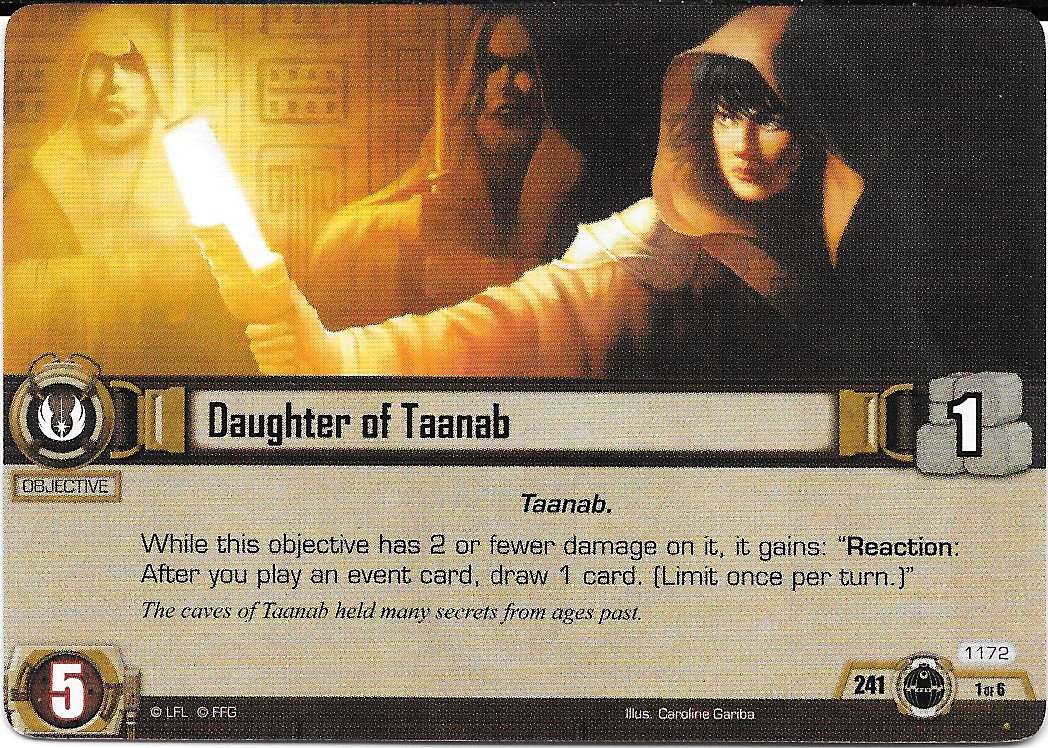 Daughter of Taanab
1
OBJECTIVE
Taanab.
While this objective has 2 or fewer damage on it, it gains: “Reaction:
After you play an event card, draw 1 card. (Limit once per turn.)”
The caves of Taanab held many secrets from ages past.
1172
5
241
1 OF 6
© LFL © FFG
Illus. Caroline Gariba